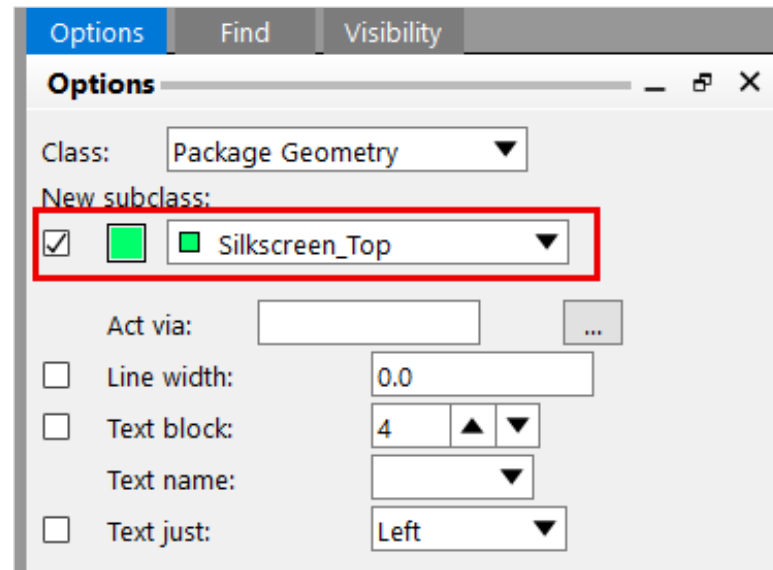 Options Find Visibility
Options
Class: Package Geometry
New subclass:
Silkscreen_Top
Act via: ...
Line width: 0.0
Text block: 4
Text name:
Text just: Left